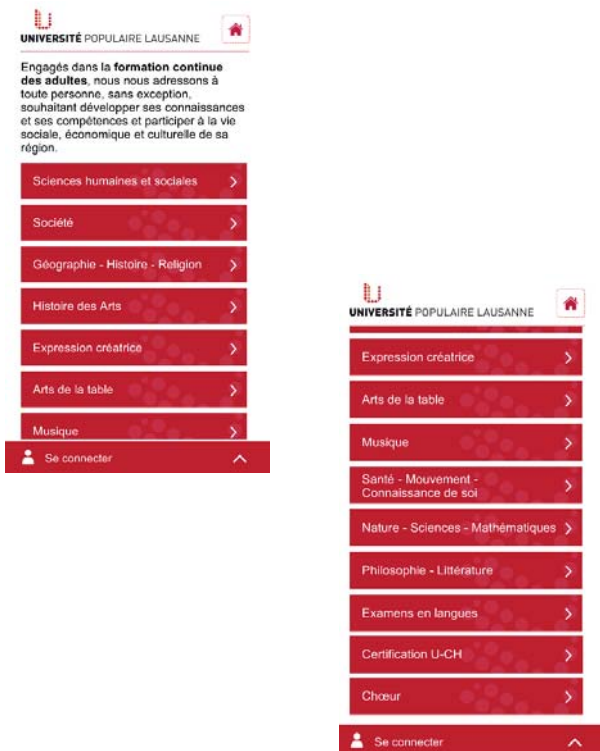 UNIVERSITÉ POPULAIRE LAUSANNE
Engagés dans la formation continue
des adultes, nous nous adressons à
toute personne, sans exception,
souhaitant développer ses connaissances
et ses compétences et participer à la vie
sociale, économique et culturelle de sa
région.
Sciences humaines et sociales
Société
Géographie - Histoire - Religion
Histoire des Arts
Expression créatrice
Arts de la table
Musique
Se connecter
UNIVERSITÉ POPULAIRE LAUSANNE
Expression créatrice
Arts de la table
Musique
Santé - Mouvement -
Connaissance de soi
Nature - Sciences - Mathématiques
Philosophie - Littérature
Examens en langues
Certification U-CH
Chœur
Se connecter